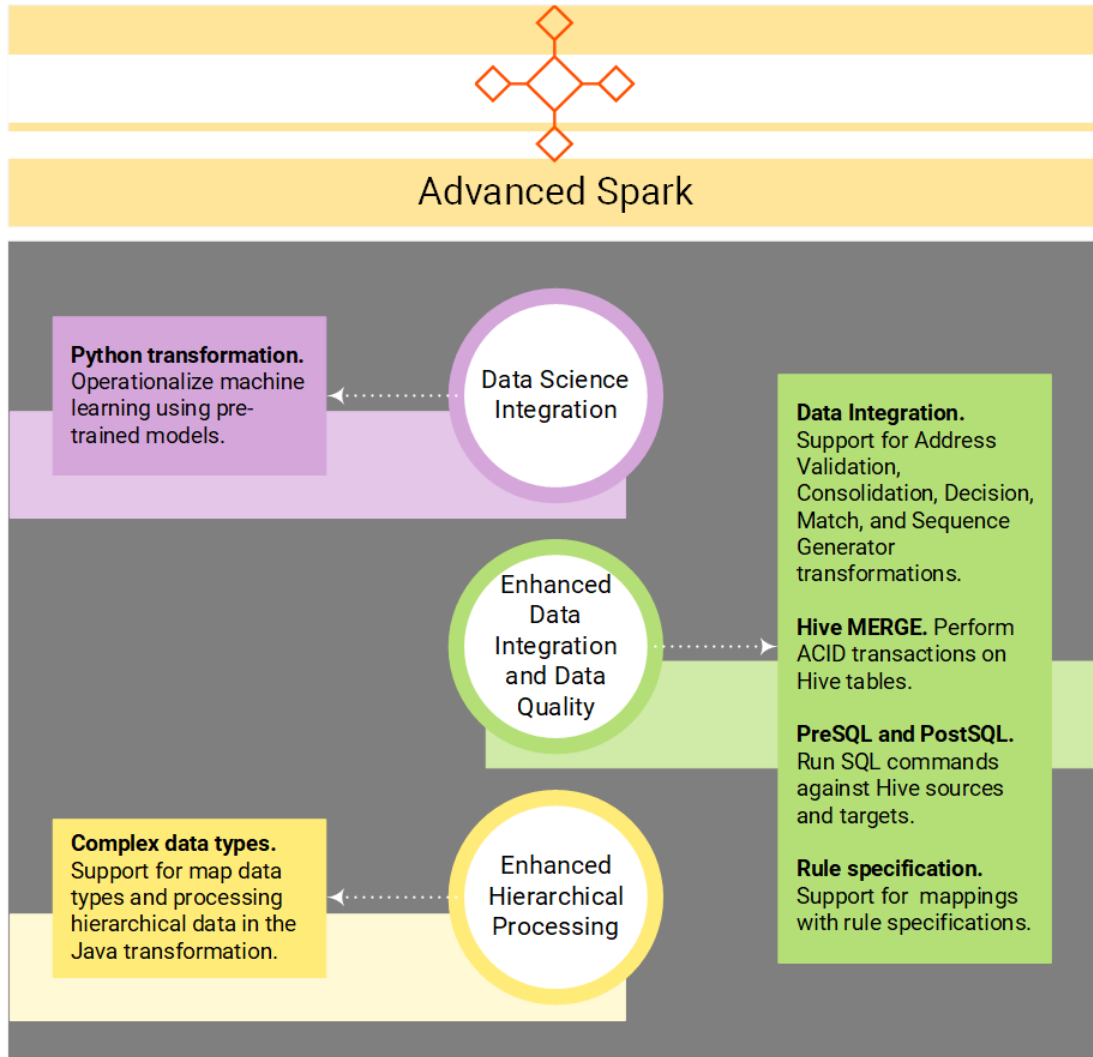 Advanced Spark
Python transformation.
Operationalize machine
learning using pre-
trained models.
Data Science
Integration
Data Integration.
Support for Address
Validation,
Consolidation, Decision,
Match, and Sequence
Generator
transformations.
Hive MERGE. Perform
ACID transactions on
Hive tables.
PreSQL and PostSQL.
Run SQL commands
against Hive sources
and targets.
Rule specification.
Support for  mappings
with rule specifications.
Enhanced
Data
Integration
and Data
Quality
Complex data types.
Support for map data
types and processing
hierarchical data in the
Java transformation.
Enhanced
Hierarchical
Processing